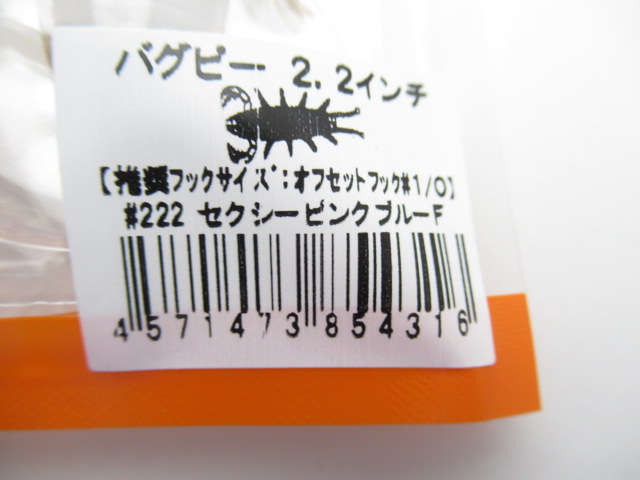 バグピー 2.2インチ
【推奨フックサイズ:オフセットフック#1/0】
#222 セクシーピンクブルーF
4571473854316